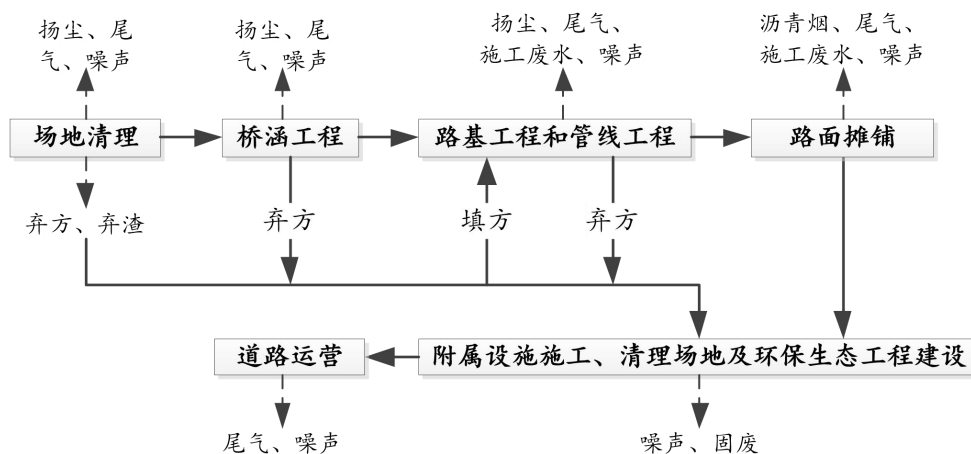 扬尘、尾
气、噪声
扬尘、尾
气、噪声
扬尘、尾气、
施工废水、噪声
沥青烟、尾气、
施工废水、噪声
场地清理
桥涵工程
路基工程和管线工程
路面摊铺
弃方、弃渣
弃方
填方
弃方
道路运营
附属设施施工、清理场地及环保生态工程建设
尾气、噪声
噪声、固废